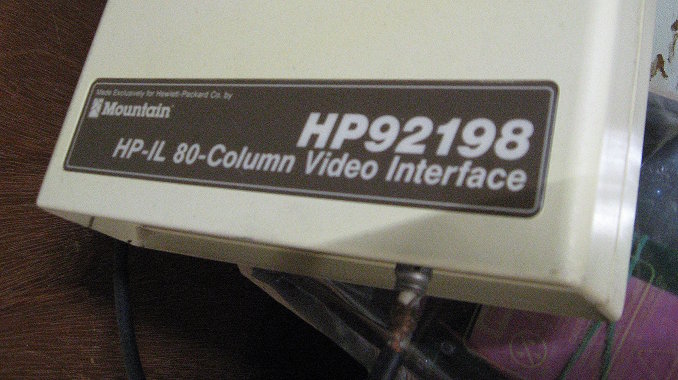 Made Exclusively for Hewlett-Packard Co. by
Mountain
HP92198
HP-IL 80-Column Video Interface